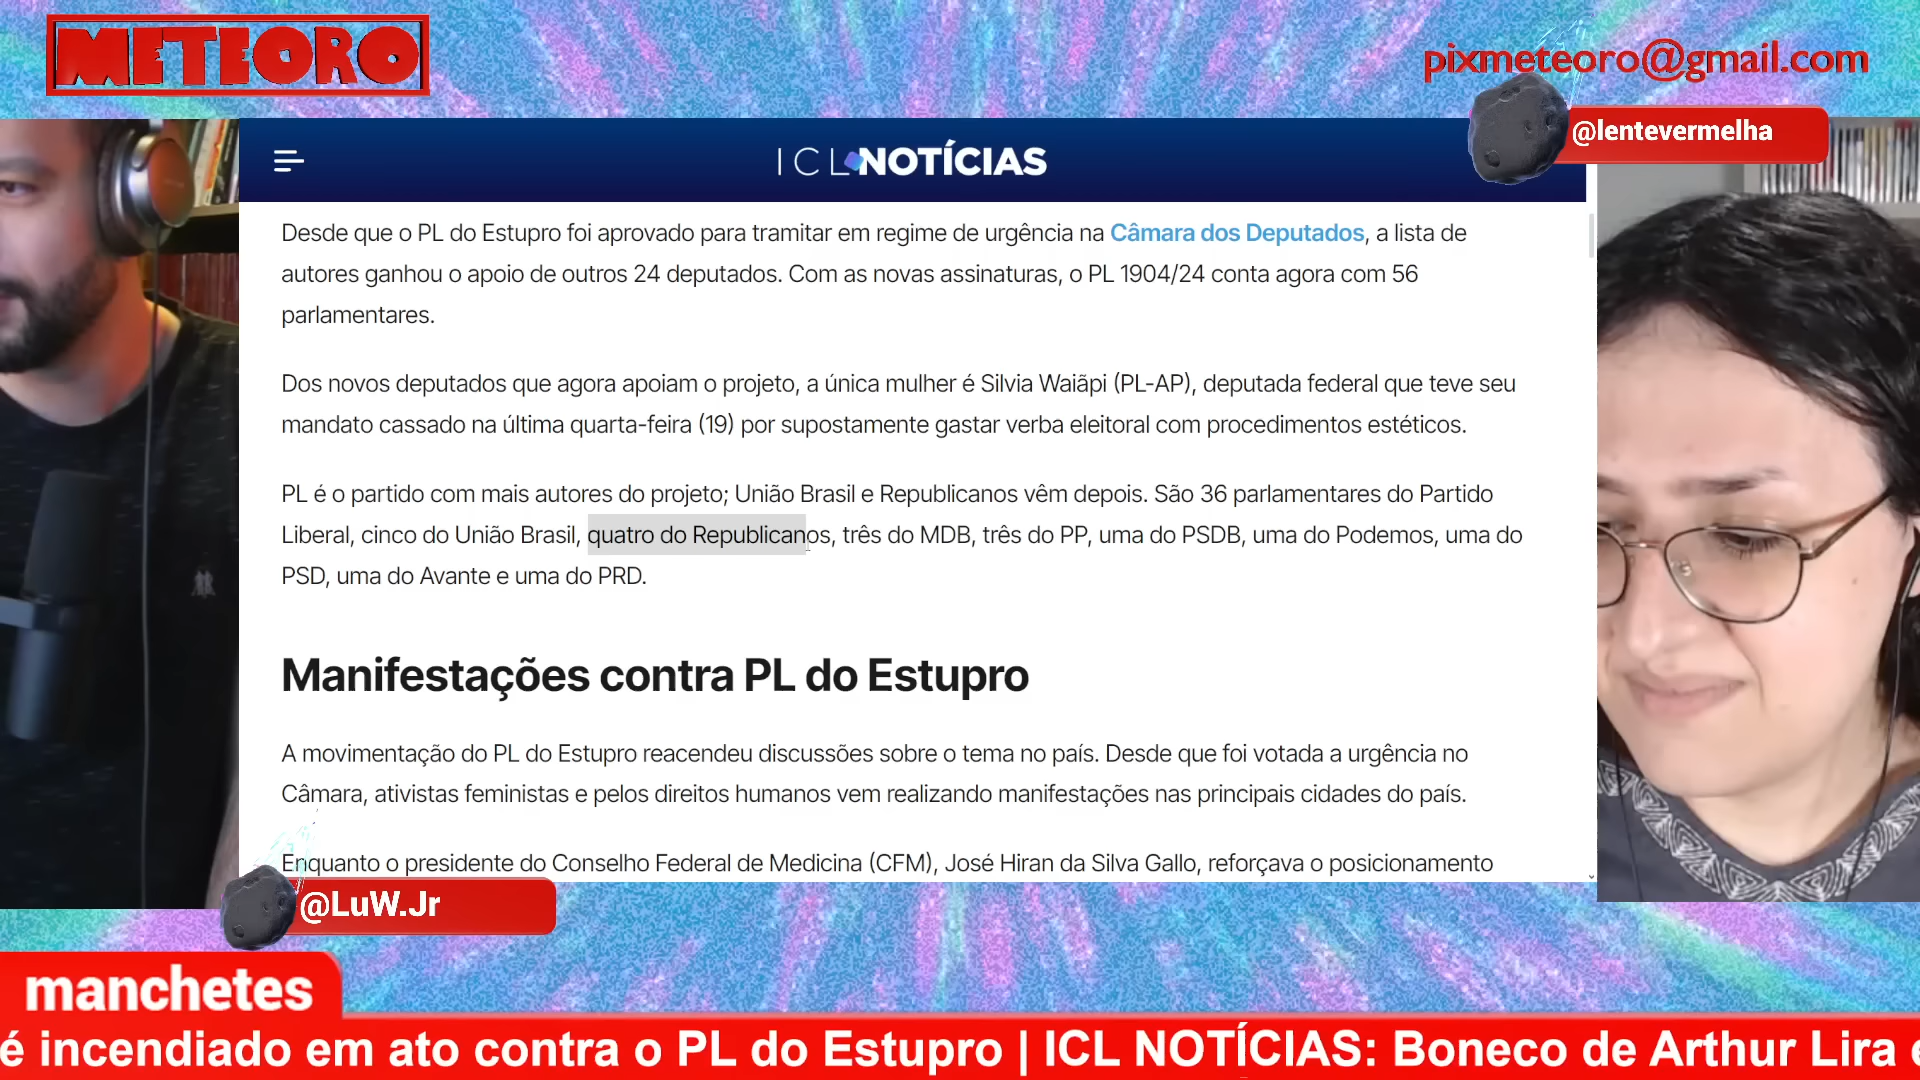 METEORO
pixmeteoro@gmail.com
@lentevermelha
ICL NOTÍCIAS
Desde que o PL do Estupro foi aprovado para tramitar em regime de urgência na Câmara dos Deputados, a lista de
autores ganhou o apoio de outros 24 deputados. Com as novas assinaturas, o PL 1904/24 conta agora com 56
parlamentares.
Dos novos deputados que agora apoiam o projeto, a única mulher é Silvia Waiãpi (PL-AP), deputada federal que teve seu
mandato cassado na última quarta-feira (19) por supostamente gastar verba eleitoral com procedimentos estéticos.
PL é o partido com mais autores do projeto; União Brasil e Republicanos vêm depois. São 36 parlamentares do Partido
Liberal, cinco do União Brasil, quatro do Republicanos, três do MDB, três do PP, uma do PSDB, uma do Podemos, uma do
PSD, uma do Avante e uma do PRD.
Manifestações contra PL do Estupro
A movimentação do PL do Estupro reacendeu discussões sobre o tema no país. Desde que foi votada a urgência no
Câmara, ativistas feministas e pelos direitos humanos vem realizando manifestações nas principais cidades do país.
Enquanto o presidente do Conselho Federal de Medicina (CFM), José Hiran da Silva Gallo, reforçava o posicionamento
@LuW.Jr
manchetes
é incendiado em ato contra o PL do Estupro | ICL NOTÍCIAS: Boneco de Arthur Lira